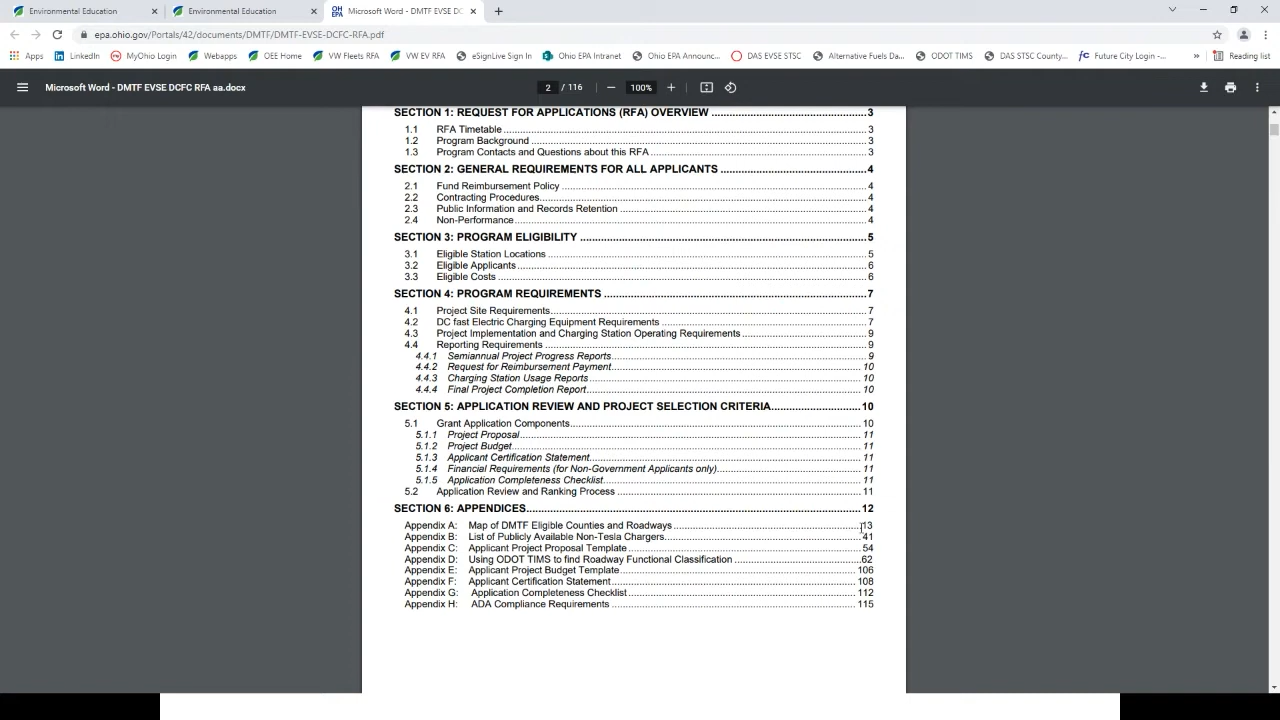 Environmental Education
Environmental Education
OH EPA Microsoft Word - DMTF EVSE DC
epa.ohio.gov/Portals/42/documents/DMTF/DMTF-EVSE-DCFC-RFA.pdf
Apps LinkedIn MyOhio Login Webapps OEE Home VW Fleets RFA VW EV RFA eSignLive Sign In Ohio EPA Intranet Ohio EPA Announc... DAS EVSE STSC Alternative Fuels Da... ODOT TIMS DAS STSC County... Future City Login -... » Reading list
Microsoft Word - DMTF EVSE DCFC RFA aa.docx 2 / 116 — 100% +
SECTION 1: REQUEST FOR APPLICATIONS (RFA) OVERVIEW ... 3
1.1 RFA Timetable ... 3
1.2 Program Background ... 3
1.3 Program Contacts and Questions about this RFA ... 3
SECTION 2: GENERAL REQUIREMENTS FOR ALL APPLICANTS ... 4
2.1 Fund Reimbursement Policy ... 4
2.2 Contracting Procedures ... 4
2.3 Public Information and Records Retention ... 4
2.4 Non-Performance ... 4
SECTION 3: PROGRAM ELIGIBILITY ... 5
3.1 Eligible Station Locations ... 5
3.2 Eligible Applicants ... 6
3.3 Eligible Costs ... 6
SECTION 4: PROGRAM REQUIREMENTS ... 7
4.1 Project Site Requirements ... 7
4.2 DC fast Electric Charging Equipment Requirements ... 7
4.3 Project Implementation and Charging Station Operating Requirements ... 9
4.4 Reporting Requirements ... 9
4.4.1 Semiannual Project Progress Reports ... 9
4.4.2 Request for Reimbursement Payment ... 10
4.4.3 Charging Station Usage Reports ... 10
4.4.4 Final Project Completion Report ... 10
SECTION 5: APPLICATION REVIEW AND PROJECT SELECTION CRITERIA ... 10
5.1 Grant Application Components ... 10
5.1.1 Project Proposal ... 11
5.1.2 Project Budget ... 11
5.1.3 Applicant Certification Statement ... 11
5.1.4 Financial Requirements (for Non-Government Applicants only) ... 11
5.1.5 Application Completeness Checklist ... 11
5.2 Application Review and Ranking Process ... 11
SECTION 6: APPENDICES ... 12
Appendix A: Map of DMTF Eligible Counties and Roadways ... 13
Appendix B: List of Publicly Available Non-Tesla Chargers ... 41
Appendix C: Applicant Project Proposal Template ... 54
Appendix D: Using ODOT TIMS to find Roadway Functional Classification ... 62
Appendix E: Applicant Project Budget Template ... 106
Appendix F: Applicant Certification Statement ... 108
Appendix G: Application Completeness Checklist ... 112
Appendix H: ADA Compliance Requirements ... 115